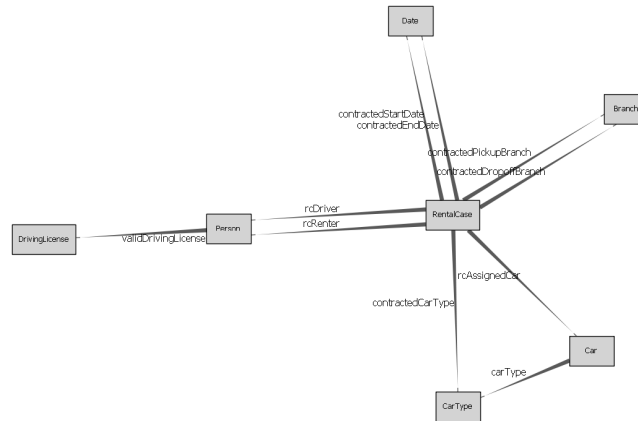 Date
Branch
contractedStartDate
contractedEndDate
contractedPickupBranch
contractedDropoffBranch
rcDriver
RentalCase
Person
rcRenter
DrivingLicense
validDrivingLicense
rcAssignedCar
contractedCarType
Car
carType
CarType